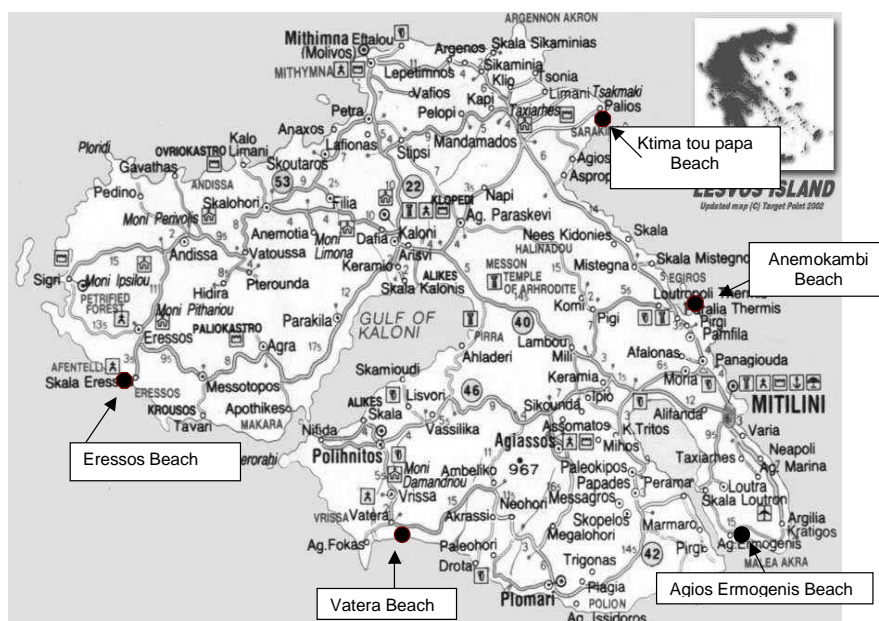 ARGENNON AKRON
Mithimna Eftalou
(Molivos)
MITHYMNA
Argenos
Skala Sikaminias
Sikaminia
Lepetimnos
Klio
Tsonia
Vafios
Limani
Tsakmaki
Palios
Kapi
Taxiarhes
Petra
Pelopi
Ktima tou papa
Beach
Anaxos
Mandamados
Lafionas
Stipsi
Agios
Asprop
LESVOS ISLAND
Updated map (C) Target Point 2002
Kalo
Limani
OVRIOKASTRO
Ploridi
Gavathas
ANDISSA
Skoutaros
53
22
Pedino
Moni Perivolis
Skalohori
Filia
KLOPEDI
Napi
Ag. Paraskevi
Anemotia
Moni
Limona
Dafia
Kaloni
Arisvi
Skala
Nees Kidonies
HALINADOU
Skala Mistegno
Mistegna
Anemokambi
Beach
Sigri
Moni Ipsilou
Andissa
Vatoussa
Keramio
ALIKES
Skala Kalonis
MESSON
TEMPLE
OF ARHRODITE
EGIROS
Loutropoli Thermis
Paralia Thermis
PETRIFIED
FOREST
Hidira
Pterounda
Moni Pithariou
Komi
Pigi
Pirgi
Pamfila
Parakila
GULF OF
KALONI
PALIOKASTRO
Eressos
Agra
PIRRA
40
Lambou
Mili
Afalonas
Panagiouda
AFENTELLI
Ahladeri
Skala Eress
ERESSOS
Skamioudi
Keramia
Moria
Messotopos
46
Lisvori
Sikounda
Ipio
MITILINI
KROUSOS
Apothikes
ALIKES
Skala
Alifanda
Tavari
MAKARA
Nifida
Vassilika
Assomatos
K.Tritos
Varia
Eressos Beach
Polihnitos
Agiassos
Mihos
Taxiarhes
Neapoli
Moni
Damandriou
Ambeliko
967
Paleokipos
Ag. Marina
Vrissa
Papades
Perama
Loutra
Messagros
Skala Loutron
VRISSA
Vatera
Akrassi
Neohori
Skopelos
Marmaro
Argilia
Kratigos
Ag.Fokas
Paleohori
Megalohori
Pirgi
Ag.Ermogenis
42
MALEA AKRA
Drota
Trigonas
Plagia
Vatera Beach
Plomari
POLION
Agios Ermogenis Beach
Ag. Issidoros